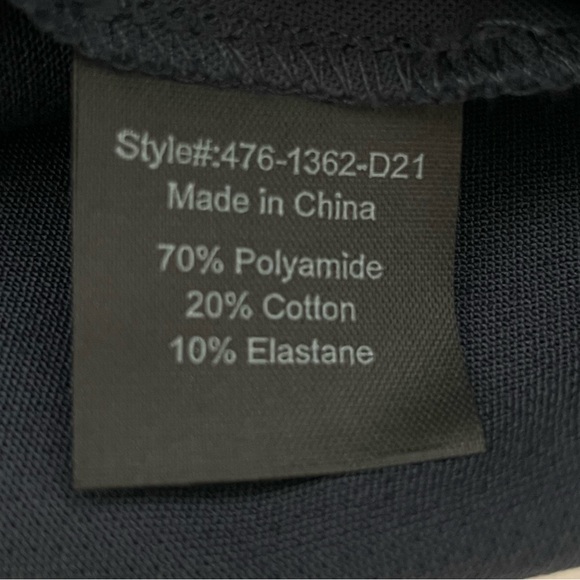 Style#:476-1362-D21
Made in China
70% Polyamide
20% Cotton
10% Elastane